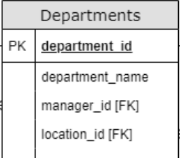 Departments
PK department_id
department_name
manager_id [FK]
location_id [FK]